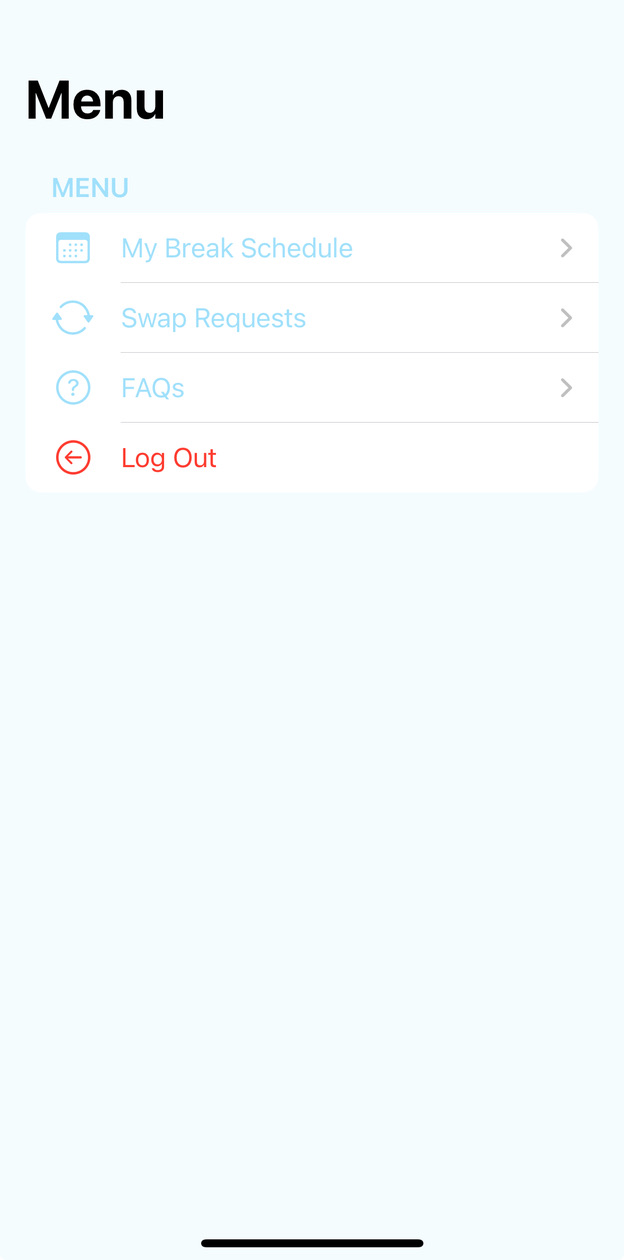 Menu
MENU
My Break Schedule
Swap Requests
FAQs
Log Out